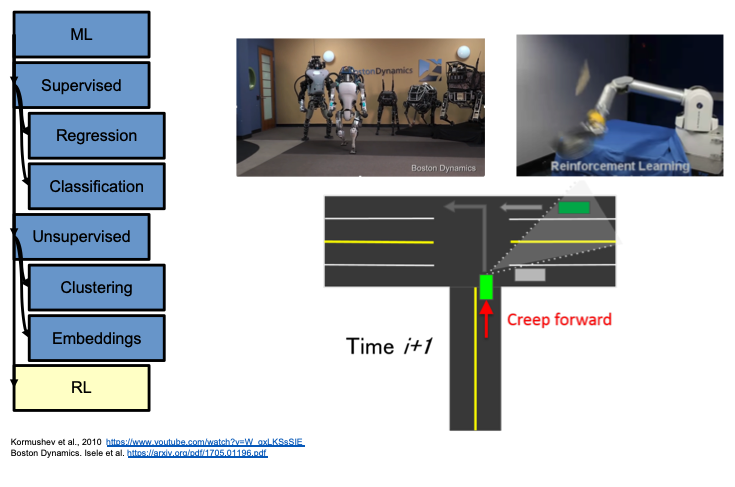 ML
Supervised
Regression
Classification
Unsupervised
Clustering
Embeddings
RL
BostonDynamics
Boston Dynamics
Reinforcement Learning
Creep forward
Time i+1
Kormushev et al., 2010 https://www.youtube.com/watch?v=W_gxLKSsSIE
Boston Dynamics. Isele et al. https://arxiv.org/pdf/1705.01196.pdf